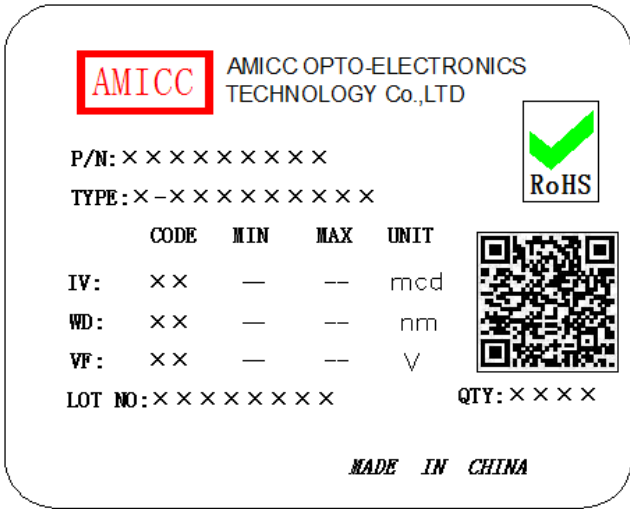 AMICC
AMICC OPTO-ELECTRONICS
TECHNOLOGY Co.,LTD
RoHS
P/N:×××××××××
TYPE:×-×××××××××
CODE MIN MAX UNIT
IV: ×× — -- mcd
WD: ×× — -- nm
VF: ×× — -- V
LOT NO:×××××××× QTY:××××
MADE IN CHINA